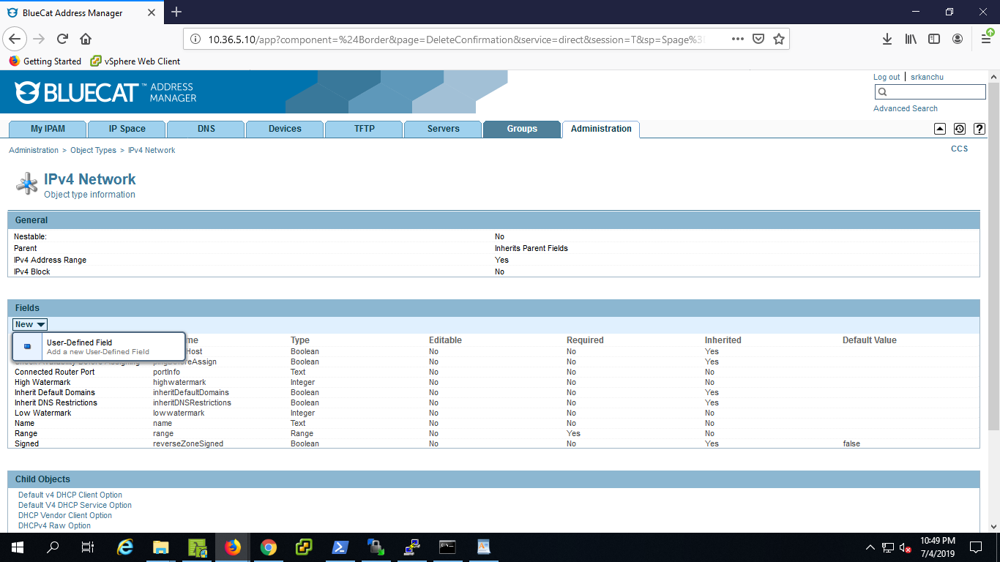 BlueCat Address Manager
10.36.5.10/app?component=%24Border&page=DeleteConfirmation&service=direct&session=T&sp=Spage%
Getting Started vSphere Web Client
BLUECAT™ ADDRESS MANAGER
Log out srkanchu
Advanced Search
My IPAM IP Space DNS Devices TFTP Servers Groups Administration
Administration > Object Types > IPv4 Network
CCS
IPv4 Network
Object type information
General
Nestable: No
Parent Inherits Parent Fields
IPv4 Address Range Yes
IPv4 Block No
Fields
New
User-Defined Field
Add a new User-Defined Field
me Type Editable Required Inherited Default Value
Host Boolean No No Yes
Check Availability Before Assigning pingBeforeAssign Boolean No No Yes
Connected Router Port portInfo Text No No No
High Watermark highwatermark Integer No No No
Inherit Default Domains inheritDefaultDomains Boolean No No Yes
Inherit DNS Restrictions inheritDNSRestrictions Boolean No No Yes
Low Watermark lowwatermark Integer No No No
Name name Text No No No
Range range Range No Yes No
Signed reverseZoneSigned Boolean No No Yes false
Child Objects
Default v4 DHCP Client Option
Default V4 DHCP Service Option
DHCP Vendor Client Option
DHCPv4 Raw Option
10:49 PM
7/4/2019